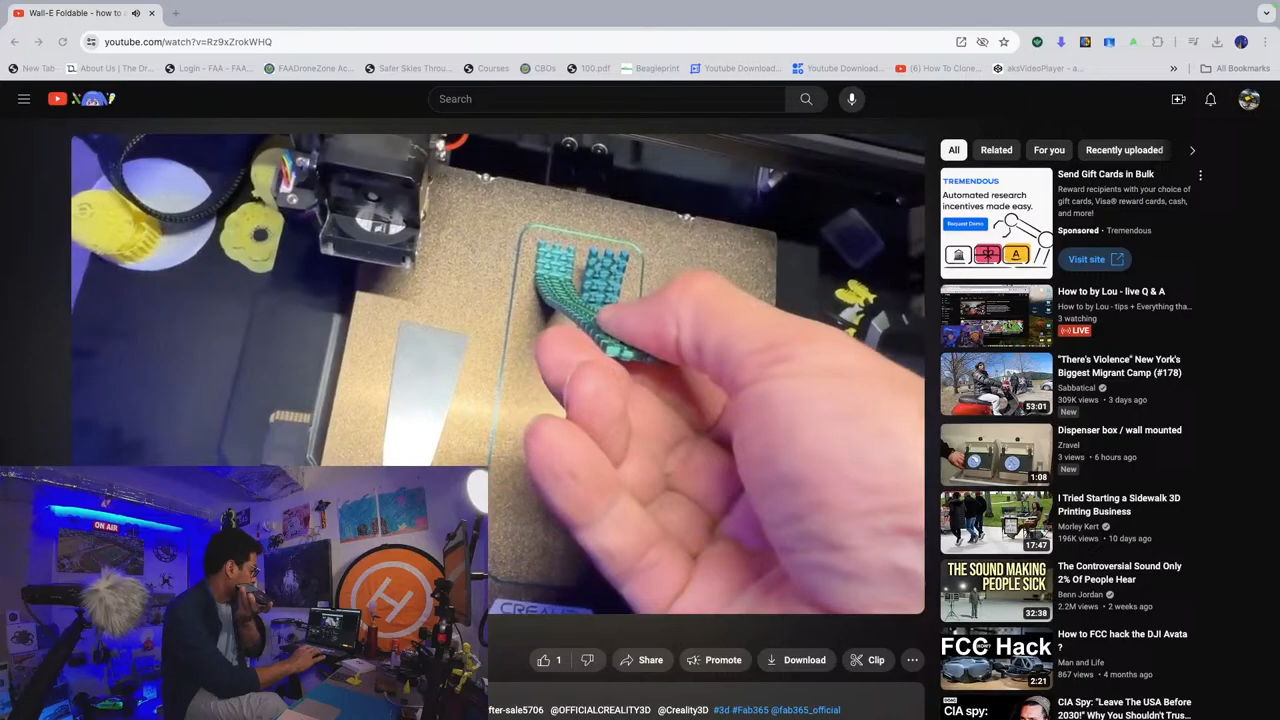 Wall-E Foldable - how to
youtube.com/watch?v=Rz9xZrokWHQ
New Tab
About Us | The Dr...
Login - FAA - FAA...
FAADroneZone Ac...
Safer Skies Throu...
Courses
CBOs
100.pdf
Beagleprint
Youtube Download...
Youtube Download...
(6) How To Clone...
aksVideoPlayer - a...
»
All Bookmarks
Search
All
Related
For you
Recently uploaded
TREMENDOUS
Automated research
incentives made easy.
Request Demo
Send Gift Cards in Bulk
Reward recipients with your choice of
gift cards, Visa® reward cards, cash,
and more!
Sponsored · Tremendous
Visit site
How to by Lou - live Q & A
How to by Lou - tips + Everything tha...
3 watching
LIVE
"There's Violence" New York's
Biggest Migrant Camp (#178)
Sabbatical
309K views • 3 days ago
New
53:01
Dispenser box / wall mounted
Zravel
3 views • 6 hours ago
New
1:08
I Tried Starting a Sidewalk 3D
Printing Business
Morley Kert
196K views • 10 days ago
17:47
THE SOUND MAKING
PEOPLE SICK
32:38
The Controversial Sound Only
2% Of People Hear
Benn Jordan
2.2M views • 2 weeks ago
FCC Hack
2:21
How to FCC hack the DJI Avata
?
Man and Life
867 views • 4 months ago
CIA Spy: "Leave The USA Before
2030!" Why You Shouldn't Trus...
CIA spy:
ON AIR
CREALITY
1
Share
Promote
Download
Clip
fter-sale5706 @OFFICIALCREALITY3D @Creality3D #3d #Fab365 @fab365_official